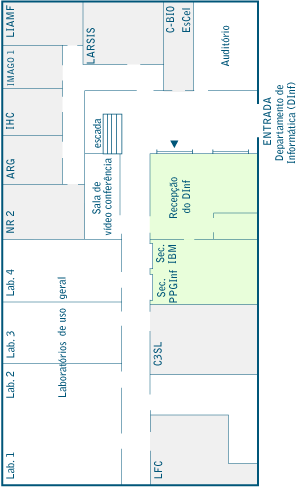 LIAMF
IMAGO 1
IHC
ARG
NR 2
Lab. 4
Lab. 3
Lab. 2
Lab. 1
Laboratórios de uso geral
LARSIS
escada
Sala de
vídeo conferência
C-BIO
EsCel
Auditório
Recepção
do DInf
Sec.
PPGInf
Sec.
IBM
C3SL
LFC
ENTRADA
Departamento de
Informática (DInf)